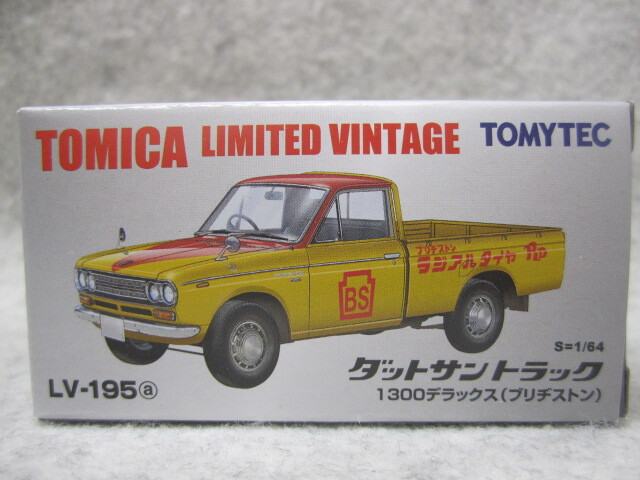 TOMICA LIMITED VINTAGE TOMYTEC
ブリヂストン
ラジアルタイヤ RD
BS
S=1/64
LV-195ⓐ
ダットサントラック
1300デラックス(ブリヂストン)